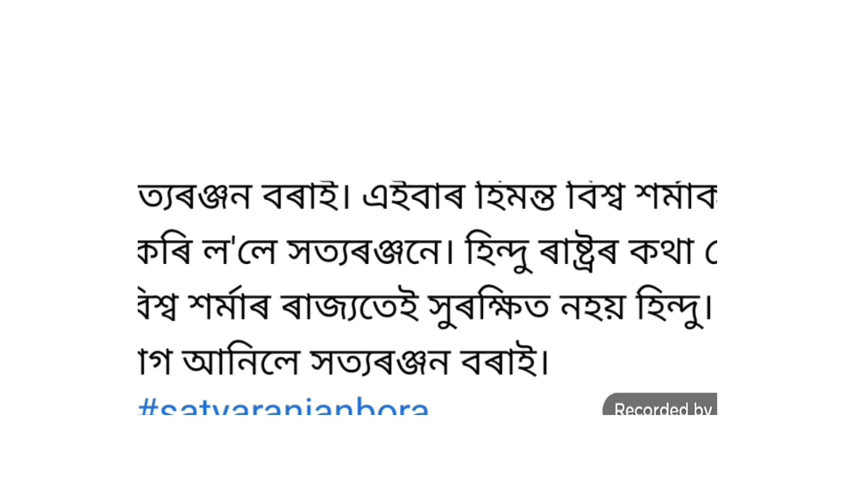 ত্যৰঞ্জন বৰাই। এইবাৰ হিমন্ত বিশ্ব শৰ্মাক
কৰি ল'লে সত্যৰঞ্জনে। হিন্দু ৰাষ্ট্ৰৰ কথা
বিশ্ব শৰ্মাৰ ৰাজ্যতেই সুৰক্ষিত নহয় হিন্দু।
াগ আনিলে সত্যৰঞ্জন বৰাই।
#satyaranjanbora
Recorded by